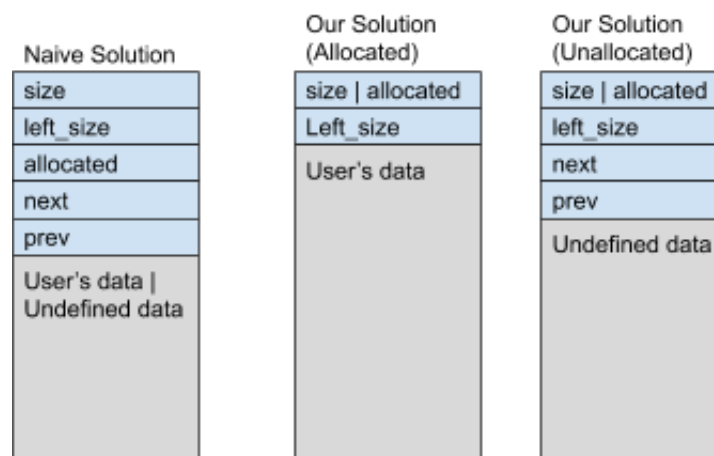 Naive Solution
size
left_size
allocated
next
prev
User's data |
Undefined data
Our Solution
(Allocated)
size | allocated
Left_size
User's data
Our Solution
(Unallocated)
size | allocated
left_size
next
prev
Undefined data